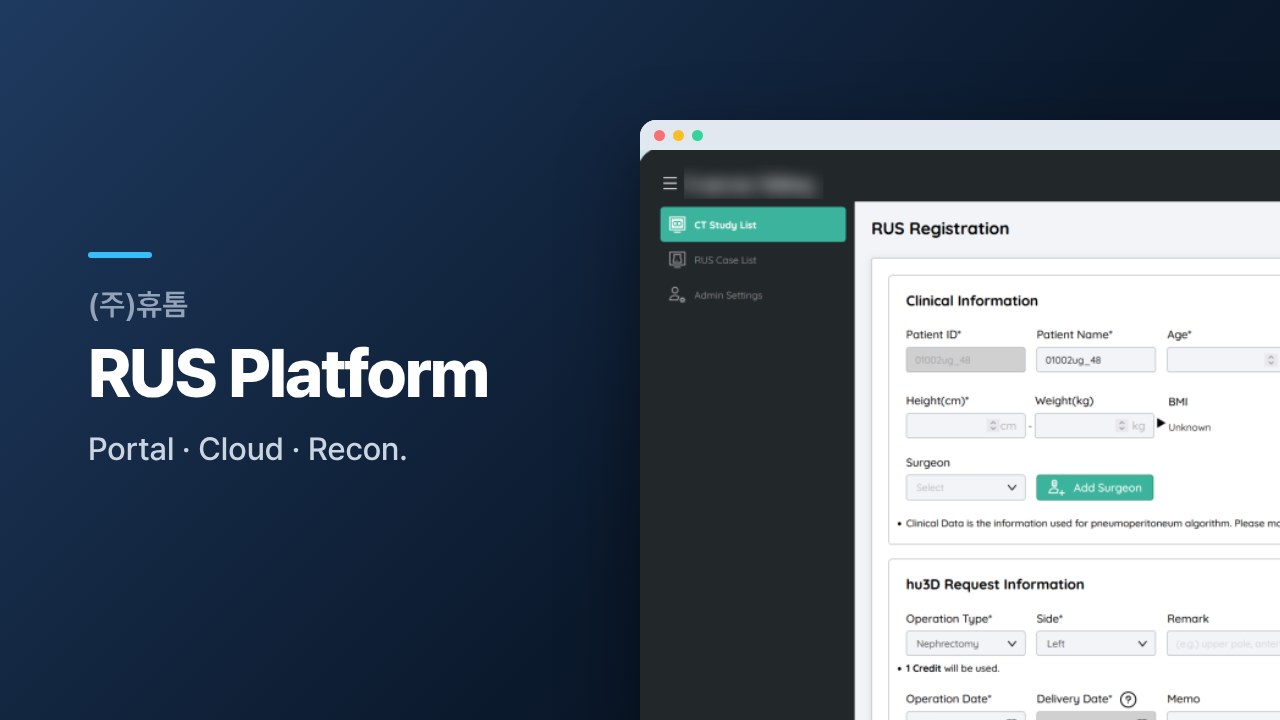 (주)휴톰
RUS Platform
Portal · Cloud · Recon.
CT Study List
RUS Case List
Admin Settings
RUS Registration
Clinical Information
Patient ID* Patient Name* Age*
01002ug_48 01002ug_48
Height(cm)* Weight(kg) BMI
cm - kg Unknown
Surgeon
Select Add Surgeon
• Clinical Data is the information used for pneumoperitoneum algorithm. Please
hu3D Request Information
Operation Type* Side* Remark
Nephrectomy Left (e.g.) upper pole,
• 1 Credit will be used.
Operation Date* Delivery Date* ? Memo